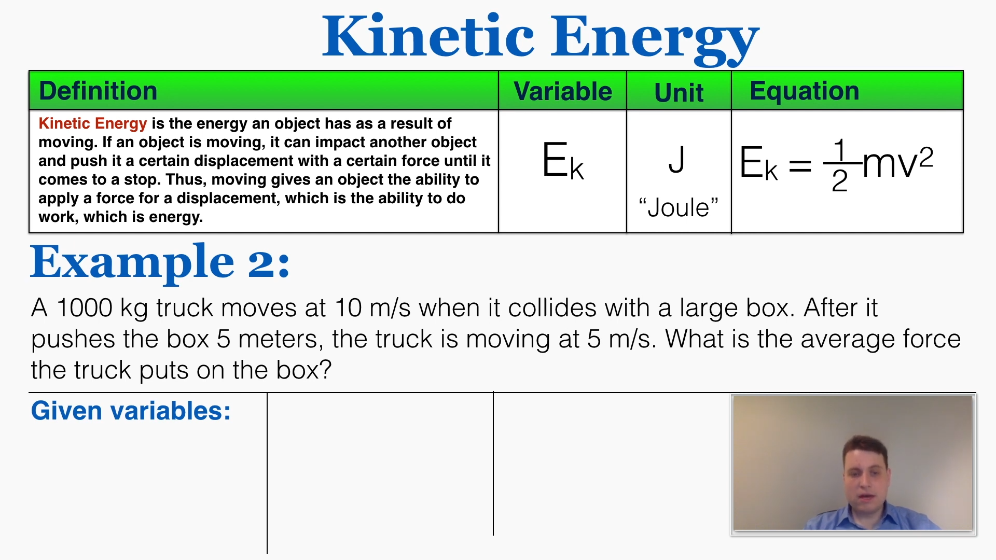 Kinetic Energy
Definition Variable Unit Equation
Kinetic Energy is the energy an object has as a result of
moving. If an object is moving, it can impact another object
and push it a certain displacement with a certain force until it
comes to a stop. Thus, moving gives an object the ability to
apply a force for a displacement, which is the ability to do
work, which is energy.
Ek
J
“Joule”
Ek = 1/2 mv²
Example 2:
A 1000 kg truck moves at 10 m/s when it collides with a large box. After it
pushes the box 5 meters, the truck is moving at 5 m/s. What is the average force
the truck puts on the box?
Given variables: